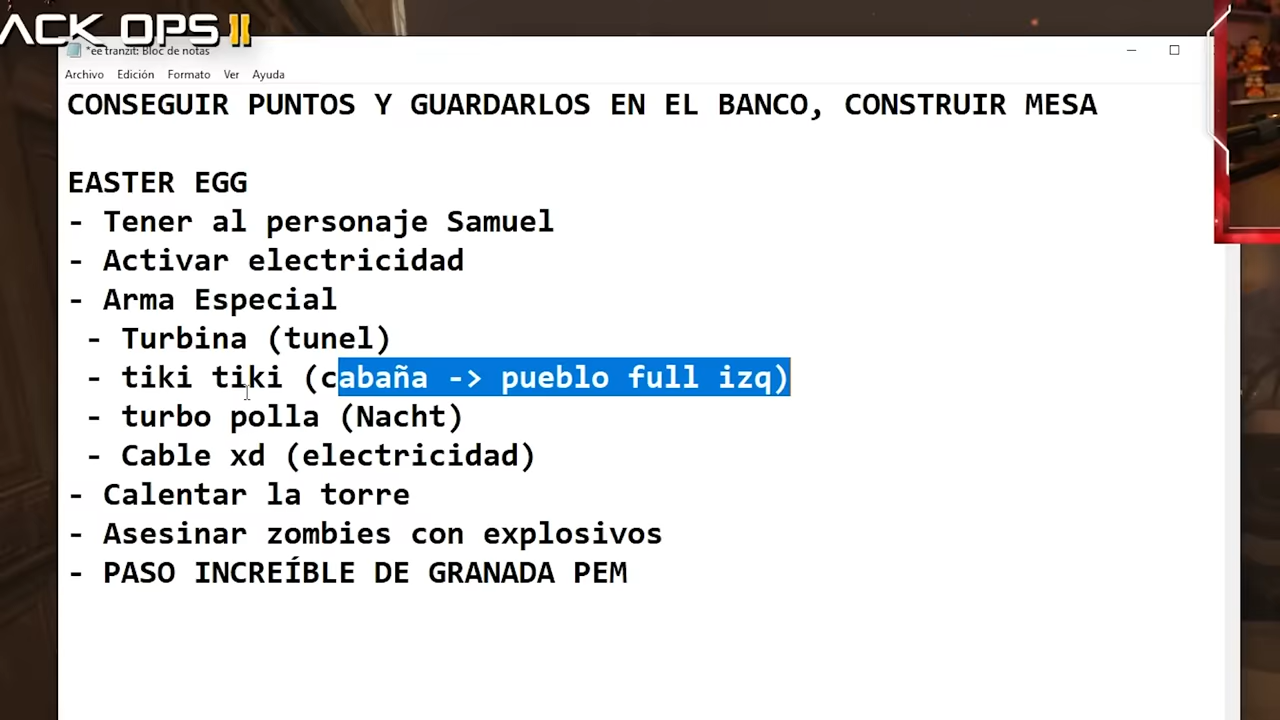 ACK OPS II
*ee tranzit: Bloc de notas
Archivo Edición Formato Ver Ayuda
CONSEGUIR PUNTOS Y GUARDARLOS EN EL BANCO, CONSTRUIR MESA
EASTER EGG
- Tener al personaje Samuel
- Activar electricidad
- Arma Especial
- Turbina (tunel)
- tiki tiki (cabaña -> pueblo full izq)
- turbo polla (Nacht)
- Cable xd (electricidad)
- Calentar la torre
- Asesinar zombies con explosivos
- PASO INCREÍBLE DE GRANADA PEM